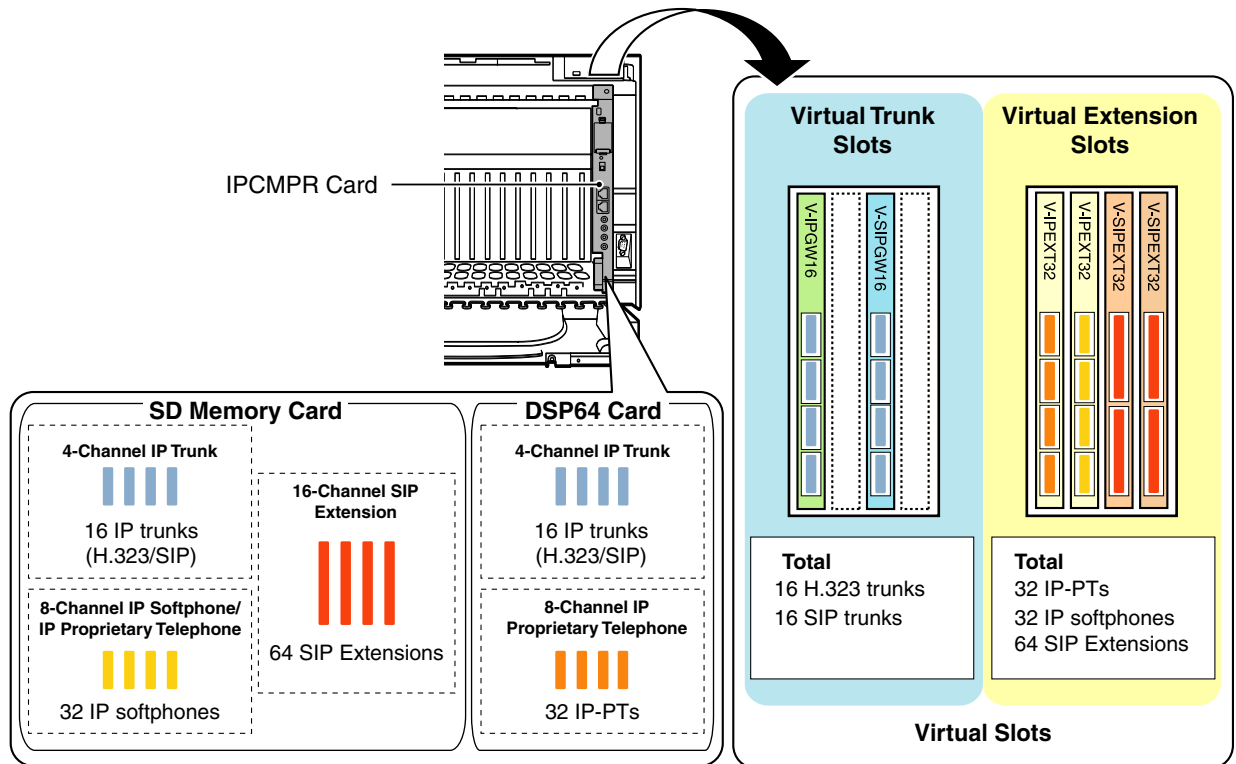 IPCMPR Card
SD Memory Card
4-Channel IP Trunk
16 IP trunks
(H.323/SIP)
8-Channel IP Softphone/
IP Proprietary Telephone
32 IP softphones
16-Channel SIP
Extension
64 SIP Extensions
DSP64 Card
4-Channel IP Trunk
16 IP trunks
(H.323/SIP)
8-Channel IP
Proprietary Telephone
32 IP-PTs
Virtual Trunk
Slots
V-IPGW16
V-SIPGW16
Total
16 H.323 trunks
16 SIP trunks
Virtual Extension
Slots
V-IPEXT32
V-IPEXT32
V-SIPEXT32
V-SIPEXT32
Total
32 IP-PTs
32 IP softphones
64 SIP Extensions
Virtual Slots